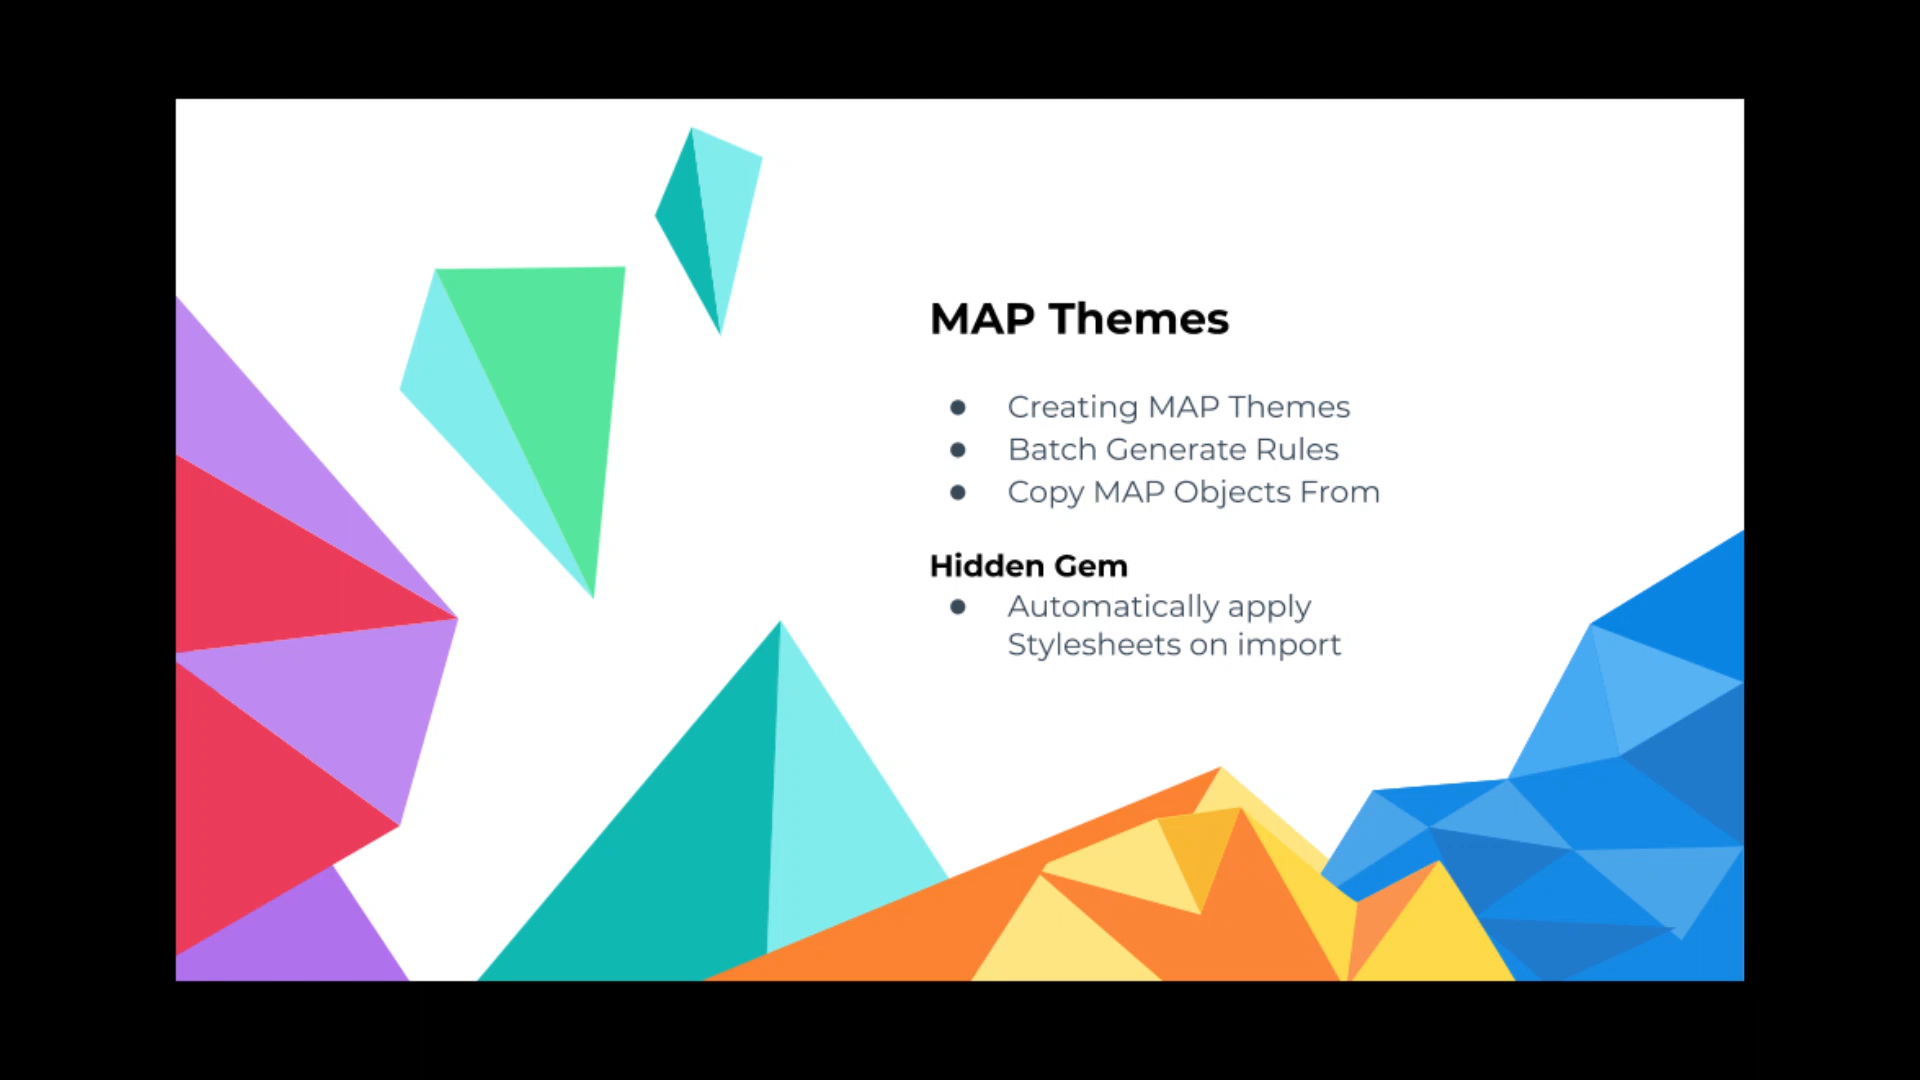 MAP Themes
● Creating MAP Themes
● Batch Generate Rules
● Copy MAP Objects From
Hidden Gem
● Automatically apply
Stylesheets on import